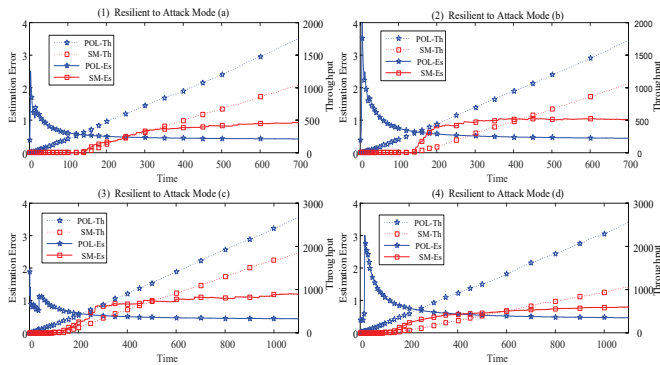 (1) Resilient to Attack Mode (a)
4
3
2
1
0
Estimation Error
2000
1500
1000
500
0
Throughput
POL-Th
SM-Th
POL-Es
SM-Es
0 100 200 300 400 500 600 700
Time
(2) Resilient to Attack Mode (b)
4
3
2
1
0
Estimation Error
2000
1500
1000
500
0
Throughput
POL-Th
SM-Th
POL-Es
SM-Es
0 100 200 300 400 500 600 700
Time
(3) Resilient to Attack Mode (c)
4
3
2
1
0
Estimation Error
3000
2000
1000
0
Throughput
POL-Th
SM-Th
POL-Es
SM-Es
0 200 400 600 800 1000
Time
(4) Resilient to Attack Mode (d)
4
3
2
1
0
Estimation Error
3000
2000
1000
0
Throughput
POL-Th
SM-Th
POL-Es
SM-Es
0 200 400 600 800 1000
Time